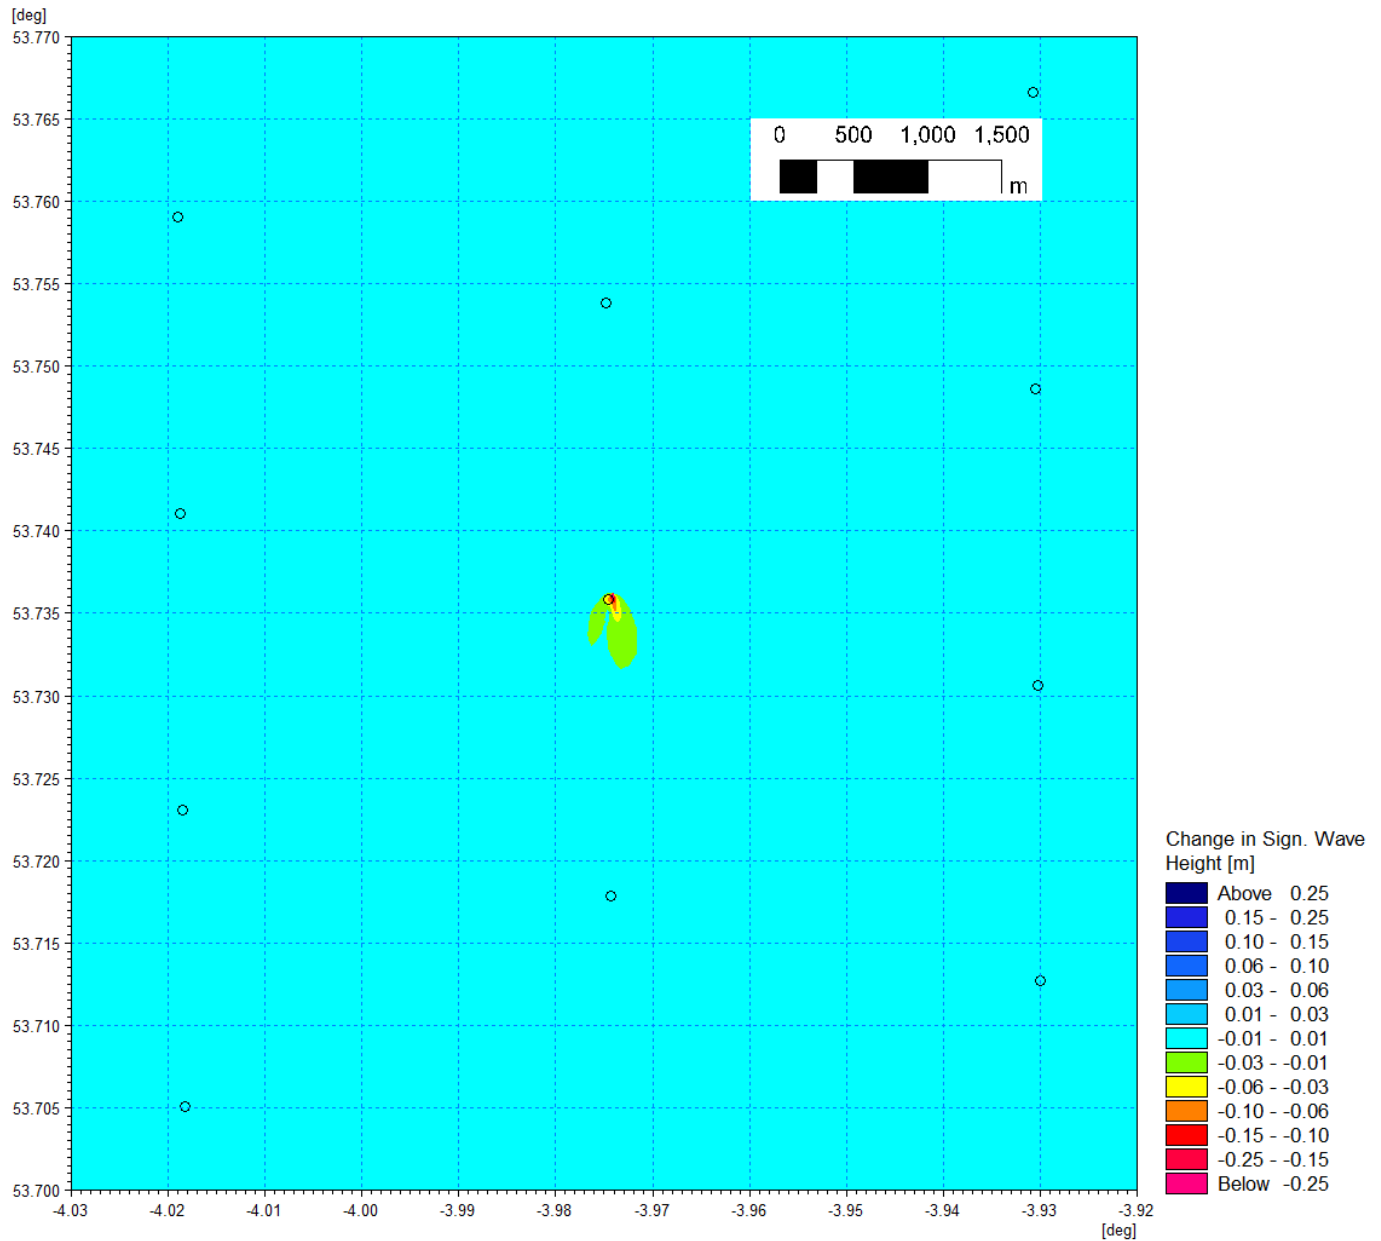 [deg]
53.770
53.765
53.760
53.755
53.750
53.745
53.740
53.735
53.730
53.725
53.720
53.715
53.710
53.705
53.700
0 500 1,000 1,500
m
-4.03 -4.02 -4.01 -4.00 -3.99 -3.98 -3.97 -3.96 -3.95 -3.94 -3.93 -3.92
[deg]
Change in Sign. Wave
Height [m]
Above 0.25
0.15 - 0.25
0.10 - 0.15
0.06 - 0.10
0.03 - 0.06
0.01 - 0.03
-0.01 - 0.01
-0.03 - -0.01
-0.06 - -0.03
-0.10 - -0.06
-0.15 - -0.10
-0.25 - -0.15
Below -0.25